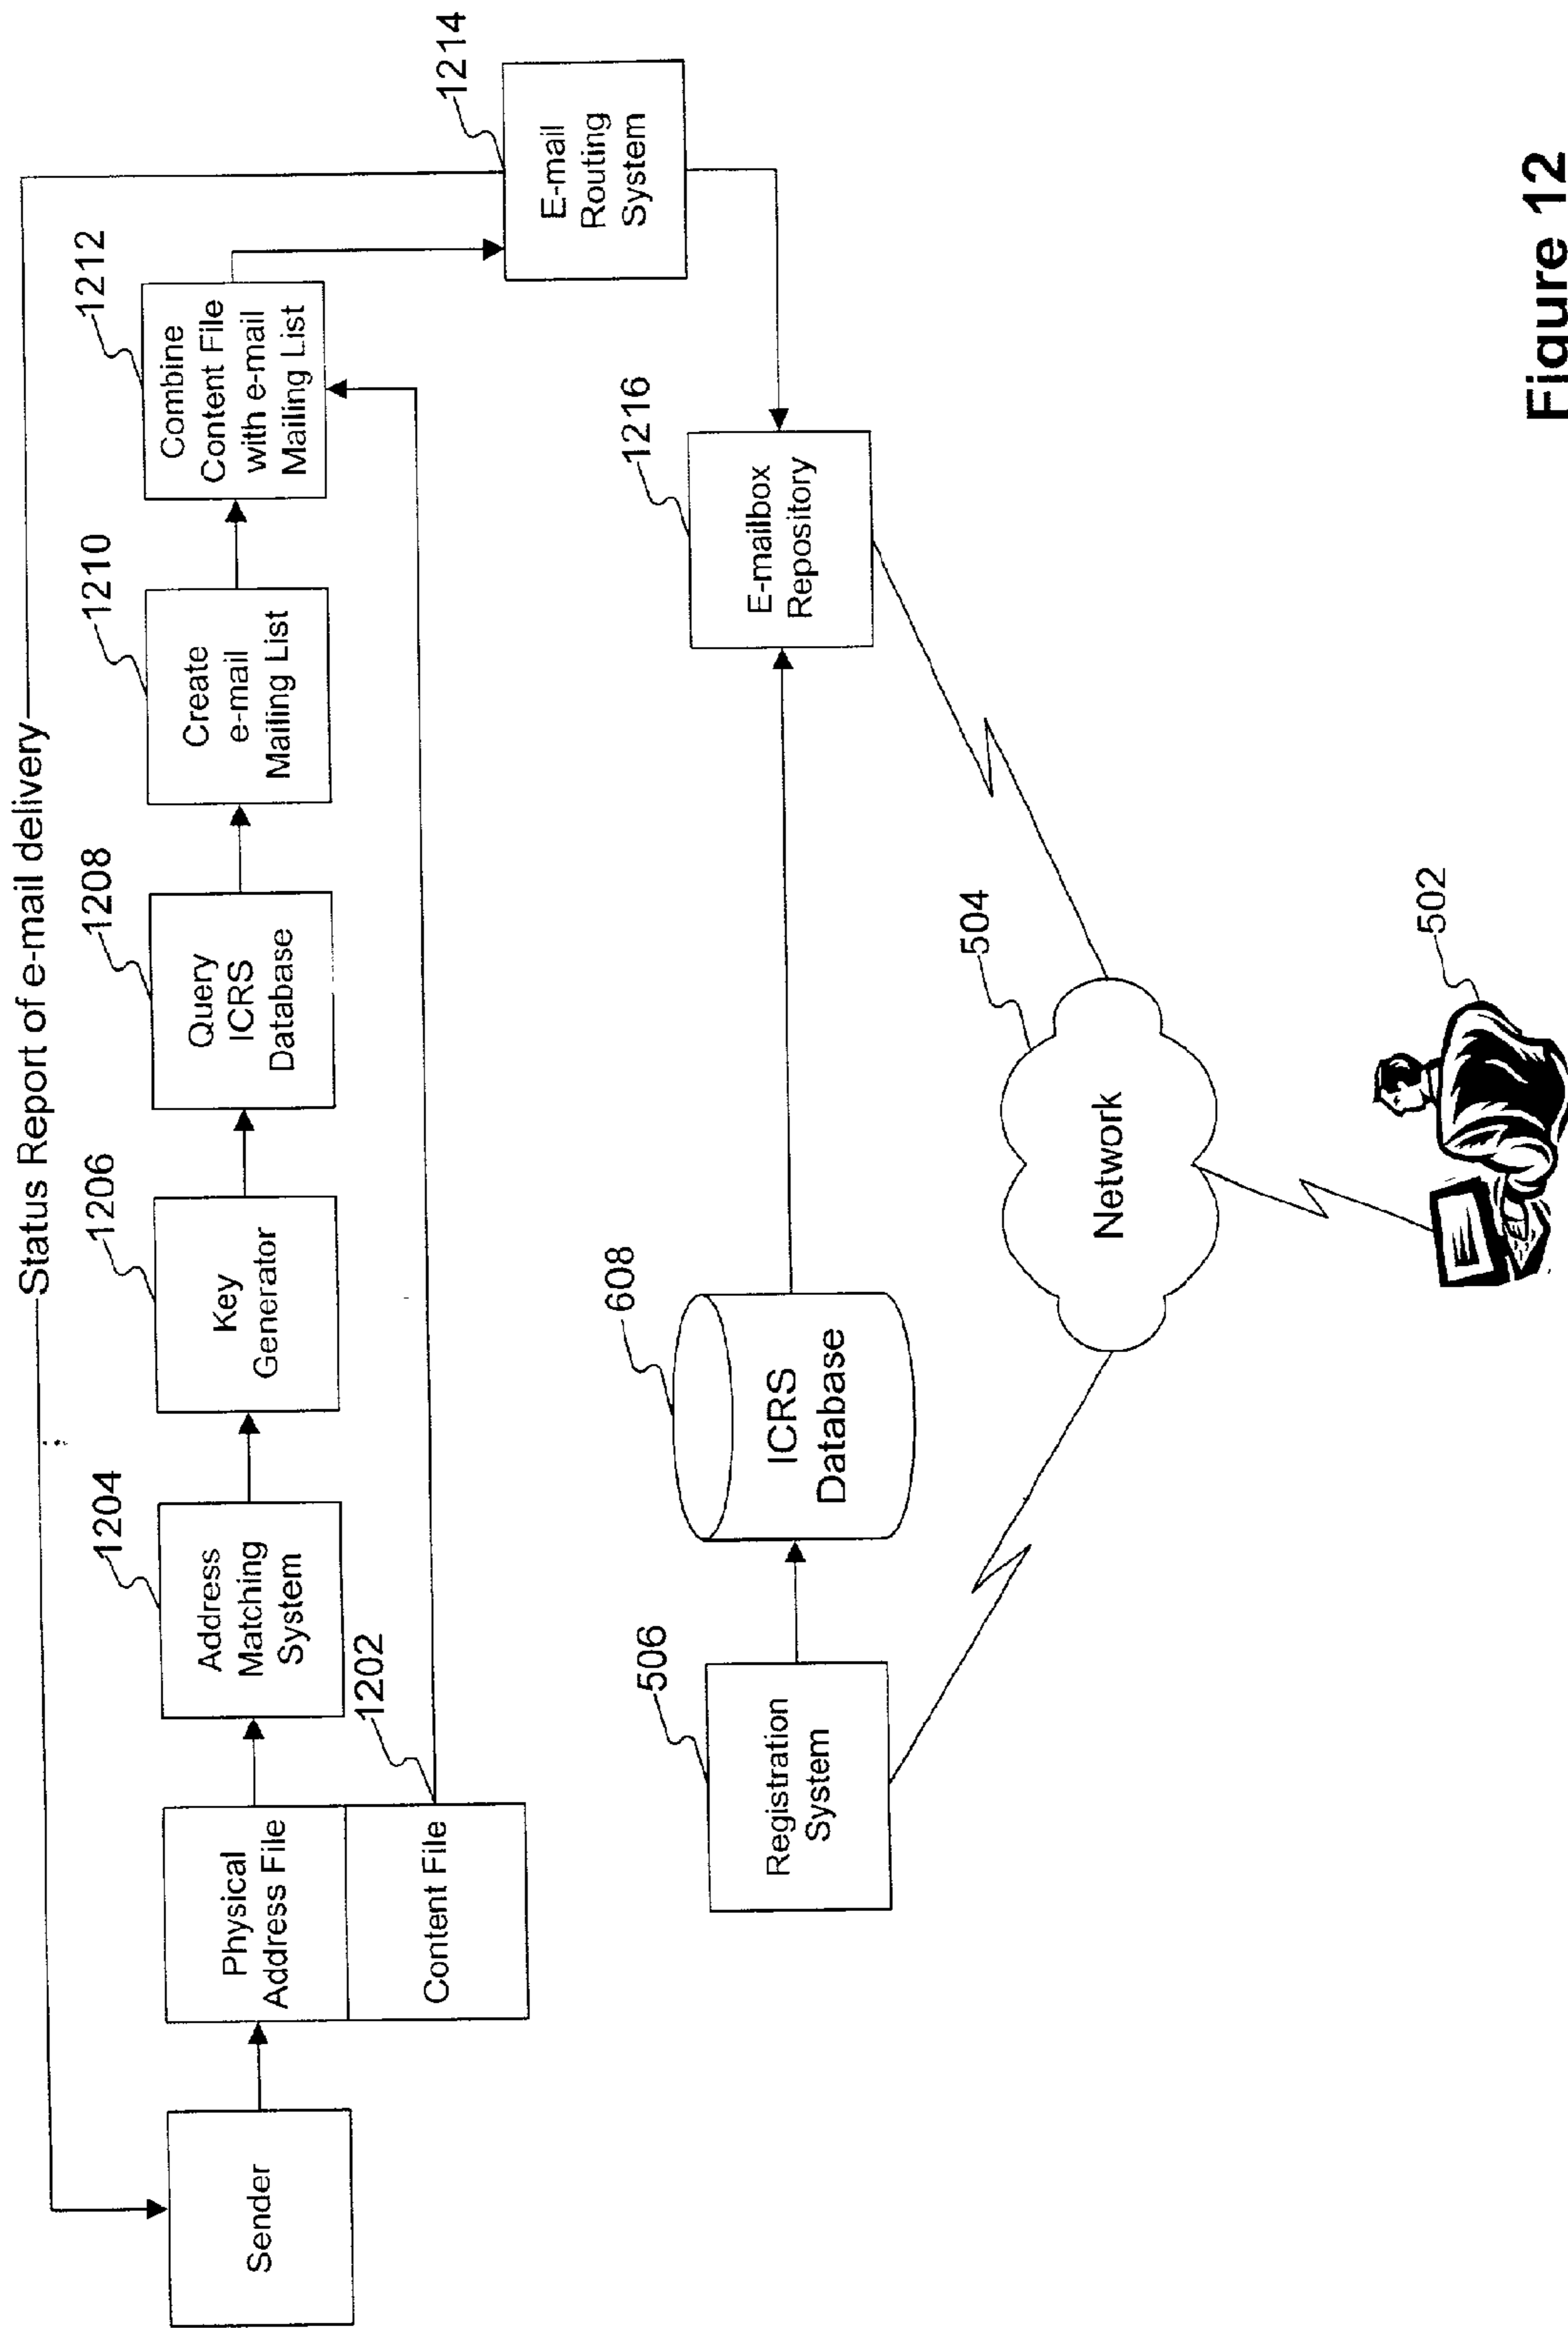 Status Report of e-mail delivery
Sender
Physical
Address File
Content File
1202
1204
Address
Matching
System
1206
Key
Generator
1208
Query
ICRS
Database
1210
Create
e-mail
Mailing List
1212
Combine
Content File
with e-mail
Mailing List
1214
E-mail
Routing
System
506
Registration
System
608
ICRS
Database
1216
E-mailbox
Repository
504
Network
502
Figure 12